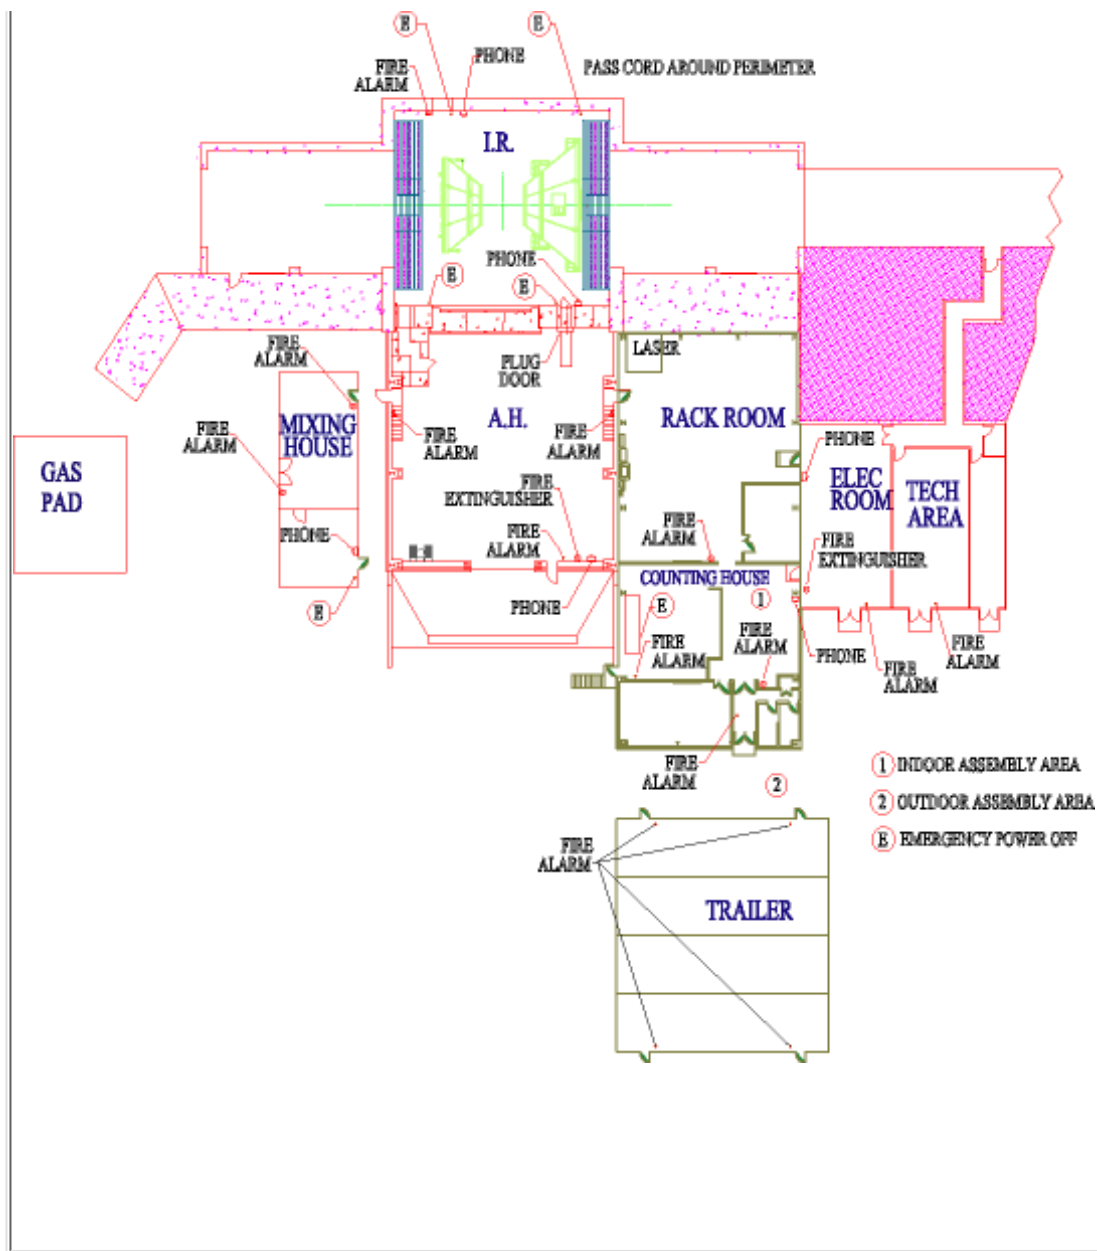 E
E
PHONE
FIRE
ALARM
PASS CORD AROUND PERIMETER
I.R.
PHONE
E
E
FIRE
ALARM
PLUG
DOOR
LASER
MIXING
HOUSE
A.H.
RACK ROOM
FIRE
ALARM
FIRE
ALARM
FIRE
ALARM
PHONE
GAS
PAD
ELEC
ROOM
TECH
AREA
FIRE
EXTINGUISHER
FIRE
ALARM
FIRE
ALARM
PHONE
FIRE
EXTINGUISHER
COUNTING HOUSE
E
PHONE
E
1
FIRE
ALARM
FIRE
ALARM
PHONE
FIRE
ALARM
FIRE
ALARM
FIRE
ALARM
2
1 INDOOR ASSEMBLY AREA
2 OUTDOOR ASSEMBLY AREA
E EMERGENCY POWER OFF
FIRE
ALARM
TRAILER